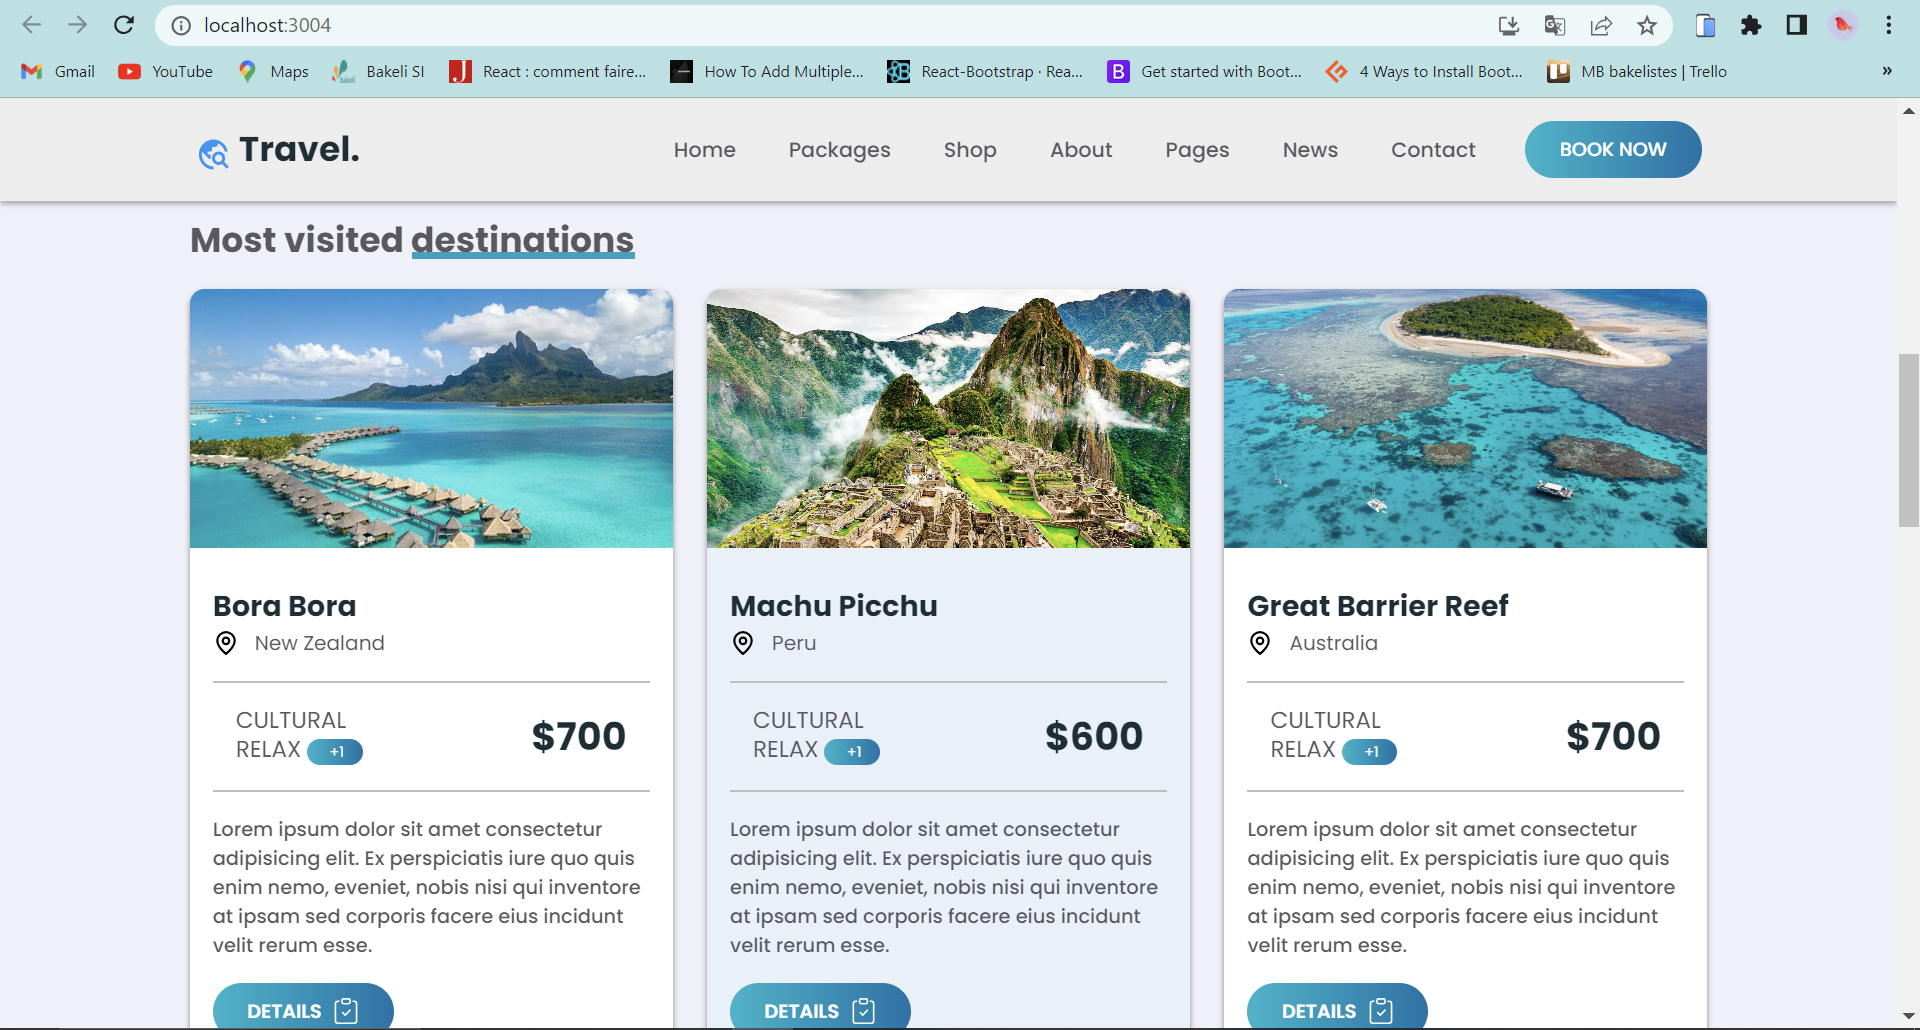 localhost:3004
Gmail
YouTube
Maps
Bakeli SI
React : comment faire...
How To Add Multiple...
React-Bootstrap · Rea...
Get started with Boot...
4 Ways to Install Boot...
MB bakelistes | Trello
»
Travel.
Home
Packages
Shop
About
Pages
News
Contact
BOOK NOW
Most visited destinations
Bora Bora
New Zealand
CULTURAL
RELAX +1
$700
Lorem ipsum dolor sit amet consectetur
adipisicing elit. Ex perspiciatis iure quo quis
enim nemo, eveniet, nobis nisi qui inventore
at ipsam sed corporis facere eius incidunt
velit rerum esse.
DETAILS
Machu Picchu
Peru
CULTURAL
RELAX +1
$600
Lorem ipsum dolor sit amet consectetur
adipisicing elit. Ex perspiciatis iure quo quis
enim nemo, eveniet, nobis nisi qui inventore
at ipsam sed corporis facere eius incidunt
velit rerum esse.
DETAILS
Great Barrier Reef
Australia
CULTURAL
RELAX +1
$700
Lorem ipsum dolor sit amet consectetur
adipisicing elit. Ex perspiciatis iure quo quis
enim nemo, eveniet, nobis nisi qui inventore
at ipsam sed corporis facere eius incidunt
velit rerum esse.
DETAILS